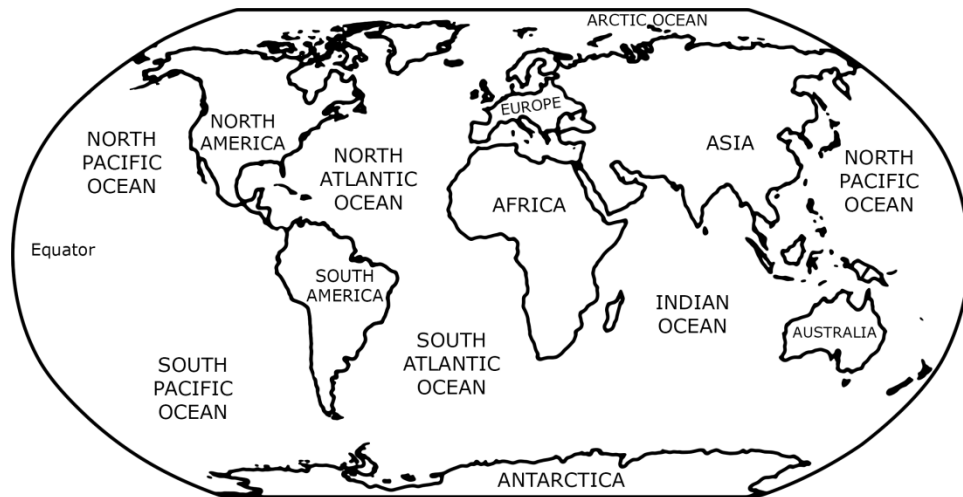 ARCTIC OCEAN
EUROPE
NORTH
AMERICA
ASIA
NORTH
PACIFIC
OCEAN
NORTH
ATLANTIC
OCEAN
NORTH
PACIFIC
OCEAN
AFRICA
Equator
SOUTH
AMERICA
INDIAN
OCEAN
AUSTRALIA
SOUTH
PACIFIC
OCEAN
SOUTH
ATLANTIC
OCEAN
ANTARCTICA